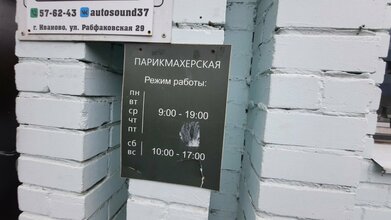 57-62-43 autosound37
г. Иваново, ул. Рабфаковская 29
ПАРИКМАХЕРСКАЯ
Режим работы:
пн
вт
ср 9:00 - 19:00
чт
пт
сб 10:00 - 17:00
вс